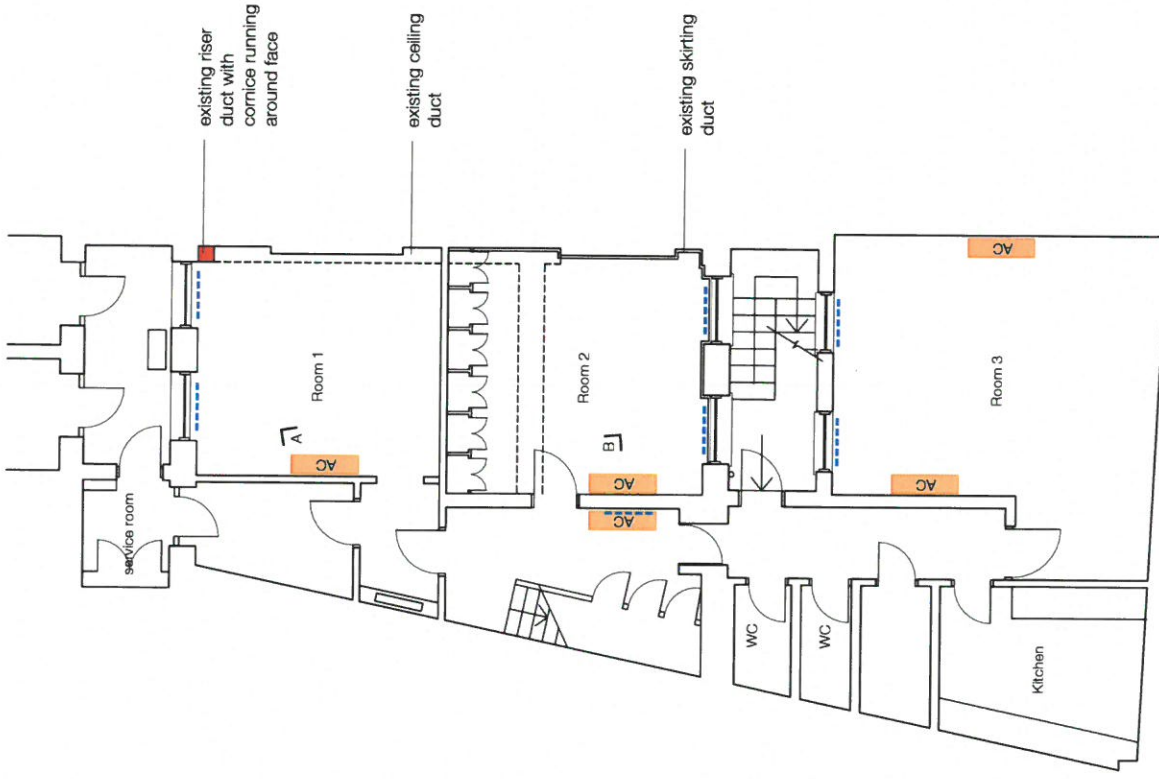 existing riser
duct with
cornice running
around face
existing ceiling
duct
existing skirting
duct
service room
Room 1
A
AC
Room 2
B
AC
AC
Room 3
AC
AC
WC
WC
Kitchen